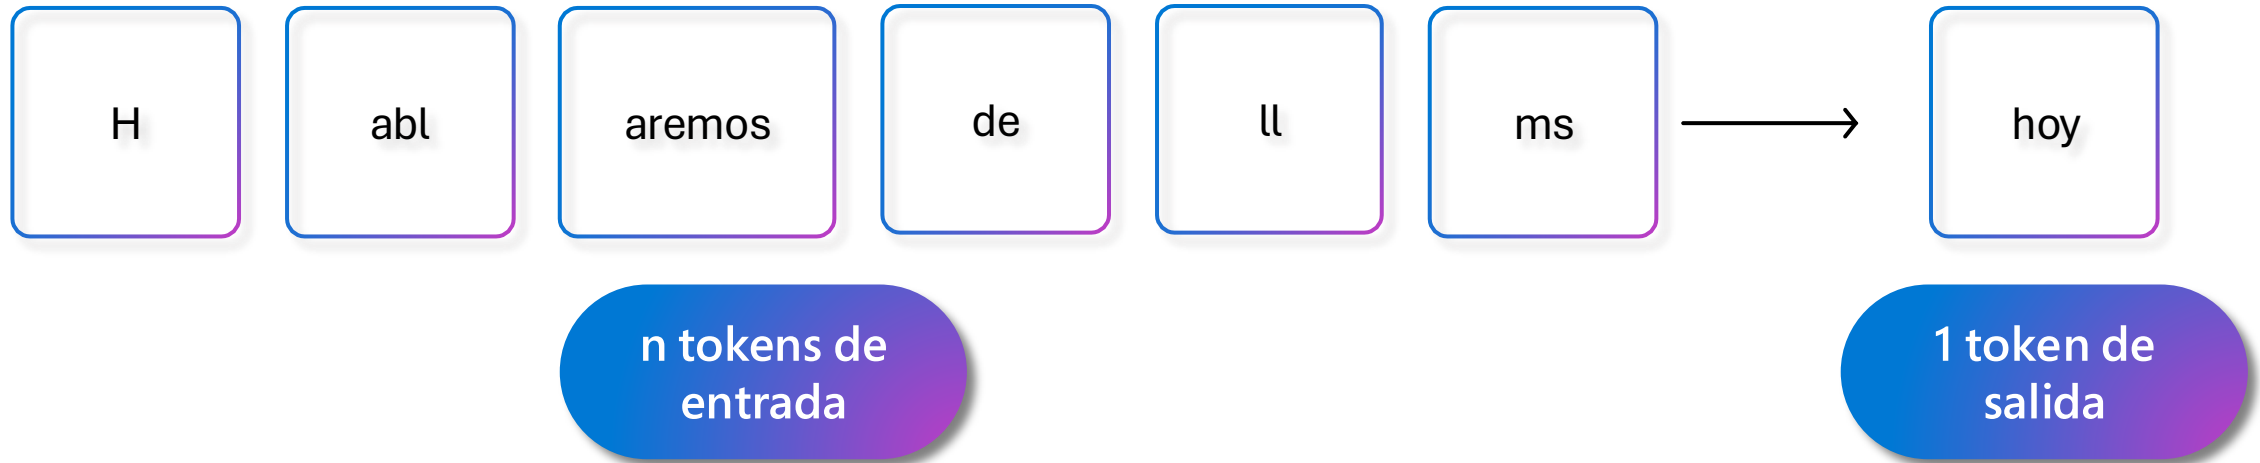 H abl aremos de ll ms hoy
n tokens de
entrada
1 token de
salida